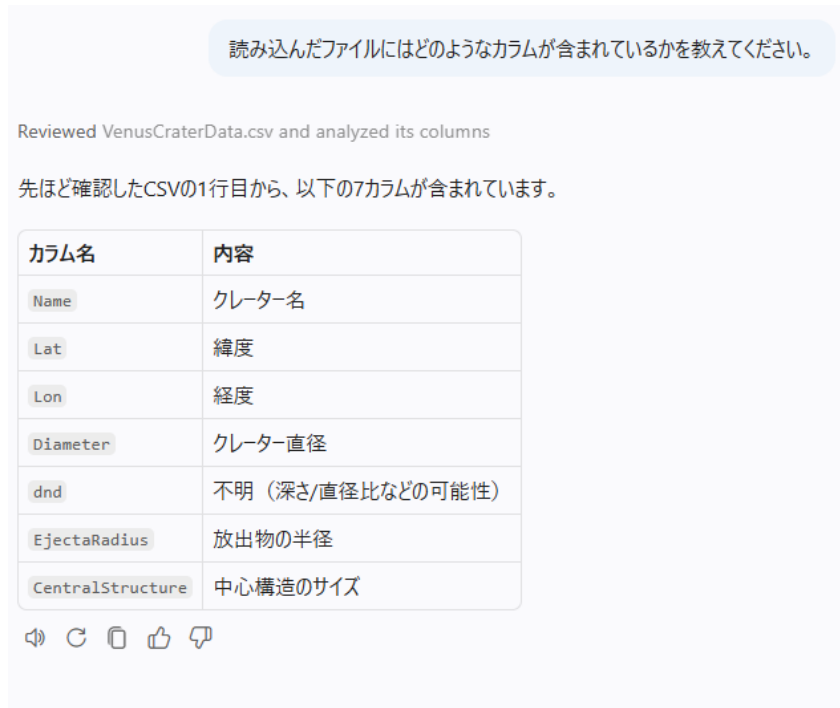 読み込んだファイルにはどのようなカラムが含まれているかを教えてください。
Reviewed VenusCraterData.csv and analyzed its columns
先ほど確認したCSVの1行目から、以下の7カラムが含まれています。
カラム名 内容
Name クレーター名
Lat 緯度
Lon 経度
Diameter クレーター直径
dnd 不明（深さ/直径比などの可能性）
EjectaRadius 放出物の半径
CentralStructure 中心構造のサイズ